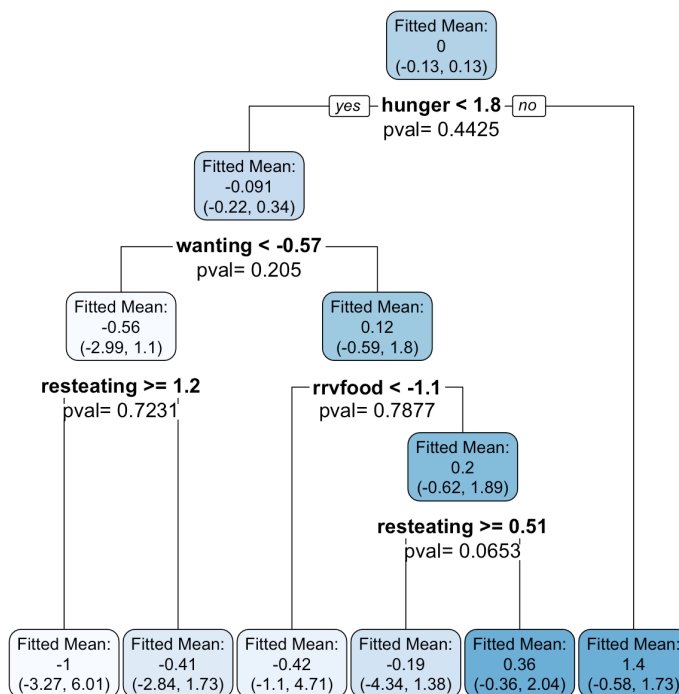 Fitted Mean:
0
(-0.13, 0.13)
yes hunger < 1.8 no
pval= 0.4425
Fitted Mean:
-0.091
(-0.22, 0.34)
wanting < -0.57
pval= 0.205
Fitted Mean:
-0.56
(-2.99, 1.1)
Fitted Mean:
0.12
(-0.59, 1.8)
resteating >= 1.2
pval= 0.7231
rrvfood < -1.1
pval= 0.7877
Fitted Mean:
0.2
(-0.62, 1.89)
resteating >= 0.51
pval= 0.0653
Fitted Mean:
-1
(-3.27, 6.01)
Fitted Mean:
-0.41
(-2.84, 1.73)
Fitted Mean:
-0.42
(-1.1, 4.71)
Fitted Mean:
-0.19
(-4.34, 1.38)
Fitted Mean:
0.36
(-0.36, 2.04)
Fitted Mean:
1.4
(-0.58, 1.73)